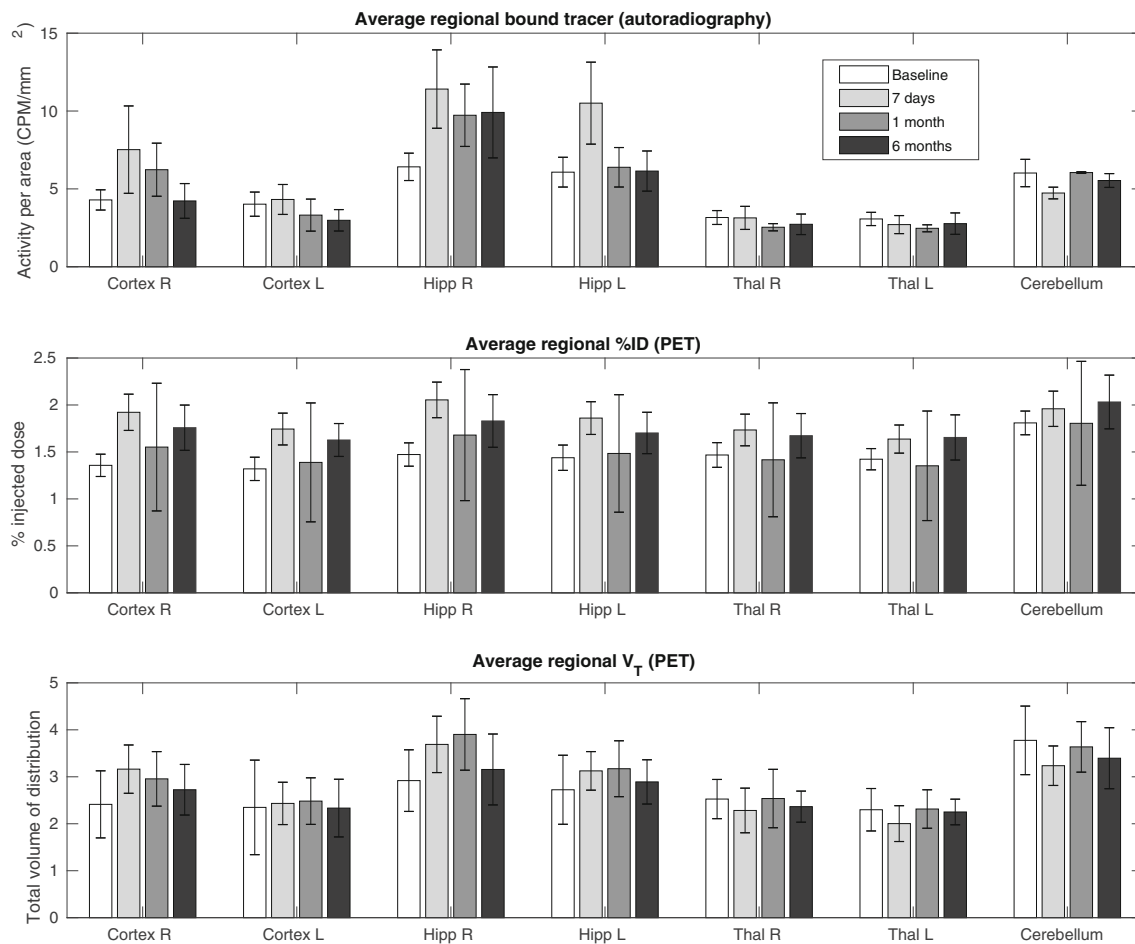 Average regional bound tracer (autoradiography)
Activity per area (CPM/mm 2)
15
10
5
0
Baseline
7 days
1 month
6 months
Cortex R Cortex L Hipp R Hipp L Thal R Thal L Cerebellum
Average regional %ID (PET)
% injected dose
2.5
2
1.5
1
0.5
0
Cortex R Cortex L Hipp R Hipp L Thal R Thal L Cerebellum
Average regional V_T (PET)
Total volume of distribution
5
4
3
2
1
0
Cortex R Cortex L Hipp R Hipp L Thal R Thal L Cerebellum